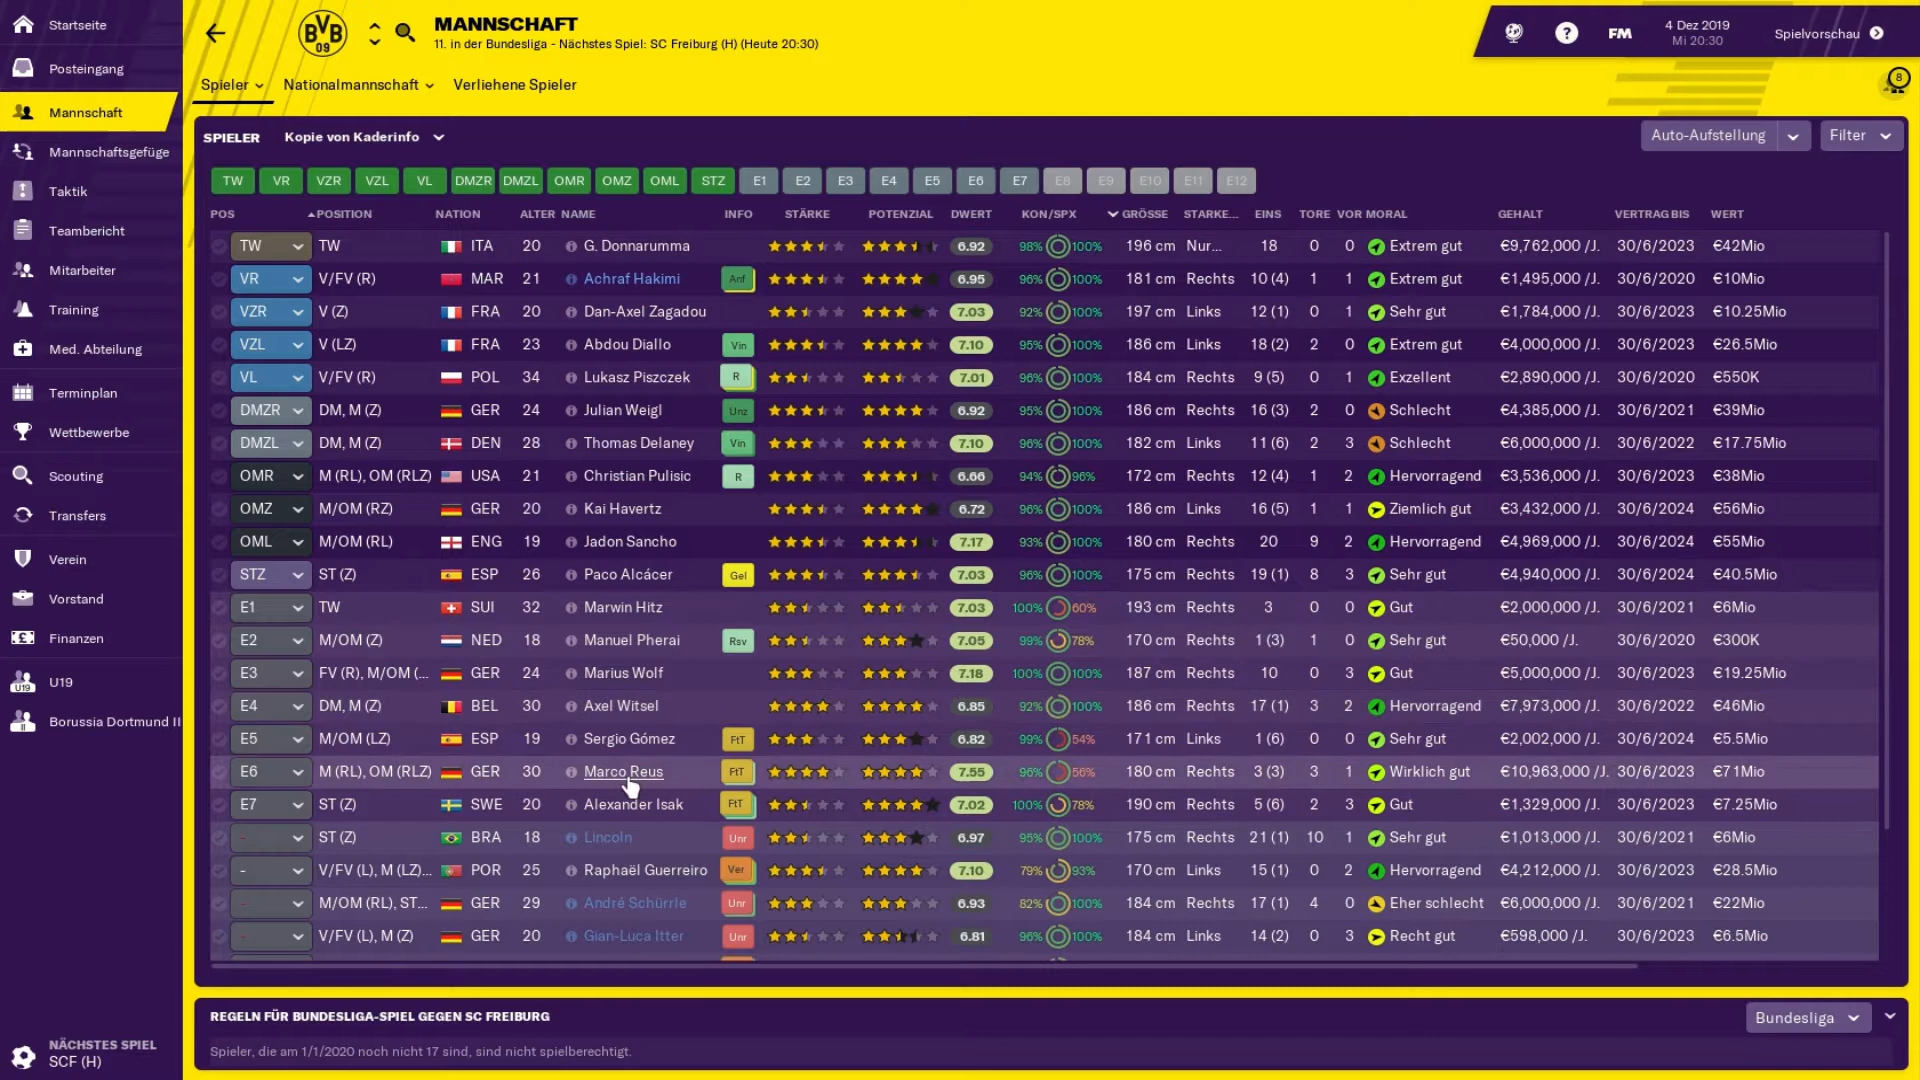 Startseite
Posteingang
Mannschaft
Mannschaftsgefüge
Taktik
Teambericht
Mitarbeiter
Training
Med. Abteilung
Terminplan
Wettbewerbe
Scouting
Transfers
Verein
Vorstand
Finanzen
U19 U19
II Borussia Dortmund II
NÄCHSTES SPIEL
SCF (H)
BVB 09
MANNSCHAFT
11. in der Bundesliga - Nächstes Spiel: SC Freiburg (H) (Heute 20:30)
? FM
4 Dez 2019
Mi 20:30
Spielvorschau
8
Spieler Nationalmannschaft Verliehene Spieler
SPIELER Kopie von Kaderinfo Auto-Aufstellung Filter
TW VR VZR VZL VL DMZR DMZL OMR OMZ OML STZ E1 E2 E3 E4 E5 E6 E7 E8 E9 E10 E11 E12
POS POSITION NATION ALTER NAME INFO STÄRKE POTENZIAL DWERT KON/SPX GRÖSSE STARKE... EINS TORE VOR MORAL GEHALT VERTRAG BIS WERT
TW TW ITA 20 G. Donnarumma 6.92 98% 100% 196 cm Nur... 18 0 0 Extrem gut €9,762,000 /J. 30/6/2023 €42Mio
VR V/FV (R) MAR 21 Achraf Hakimi Anf 6.95 96% 100% 181 cm Rechts 10 (4) 1 1 Extrem gut €1,495,000 /J. 30/6/2020 €10Mio
VZR V (Z) FRA 20 Dan-Axel Zagadou 7.03 92% 100% 197 cm Links 12 (1) 0 1 Sehr gut €1,784,000 /J. 30/6/2023 €10.25Mio
VZL V (LZ) FRA 23 Abdou Diallo Vin 7.10 95% 100% 186 cm Links 18 (2) 2 0 Extrem gut €4,000,000 /J. 30/6/2023 €26.5Mio
VL V/FV (R) POL 34 Lukasz Piszczek R 7.01 96% 100% 184 cm Rechts 9 (5) 0 1 Exzellent €2,890,000 /J. 30/6/2020 €550K
DMZR DM, M (Z) GER 24 Julian Weigl Unz 6.92 95% 100% 186 cm Rechts 16 (3) 2 0 Schlecht €4,385,000 /J. 30/6/2021 €39Mio
DMZL DM, M (Z) DEN 28 Thomas Delaney Vin 7.10 96% 100% 182 cm Links 11 (6) 2 3 Schlecht €6,000,000 /J. 30/6/2022 €17.75Mio
OMR M (RL), OM (RLZ) USA 21 Christian Pulisic R 6.66 94% 96% 172 cm Rechts 12 (4) 1 2 Hervorragend €3,536,000 /J. 30/6/2024 €38Mio
OMZ M/OM (RZ) GER 20 Kai Havertz 6.72 96% 100% 186 cm Links 16 (5) 1 1 Ziemlich gut €3,432,000 /J. 30/6/2024 €56Mio
OML M/OM (RL) ENG 19 Jadon Sancho 7.17 93% 100% 180 cm Rechts 20 9 2 Hervorragend €4,969,000 /J. 30/6/2024 €55Mio
STZ ST (Z) ESP 26 Paco Alcácer Gel 7.03 96% 100% 175 cm Rechts 19 (1) 8 3 Sehr gut €4,940,000 /J. 30/6/2024 €40.5Mio
E1 TW SUI 32 Marwin Hitz 7.03 100% 60% 193 cm Rechts 3 0 0 Gut €2,000,000 /J. 30/6/2021 €6Mio
E2 M/OM (Z) NED 18 Manuel Pherai Rsv 7.05 99% 78% 170 cm Rechts 1 (3) 1 0 Sehr gut €50,000 /J. 30/6/2020 €300K
E3 FV (R), M/OM (... GER 24 Marius Wolf 7.18 100% 100% 187 cm Rechts 10 0 3 Gut €5,000,000 /J. 30/6/2023 €19.25Mio
E4 DM, M (Z) BEL 30 Axel Witsel 6.85 92% 100% 186 cm Rechts 17 (1) 3 2 Hervorragend €7,973,000 /J. 30/6/2022 €46Mio
E5 M/OM (LZ) ESP 19 Sergio Gómez FtT 6.82 99% 54% 171 cm Links 1 (6) 0 0 Sehr gut €2,002,000 /J. 30/6/2024 €5.5Mio
E6 M (RL), OM (RLZ) GER 30 Marco Reus FtT 7.55 96% 56% 180 cm Rechts 3 (3) 3 1 Wirklich gut €10,963,000 /J. 30/6/2023 €71Mio
E7 ST (Z) SWE 20 Alexander Isak FtT 7.02 100% 78% 190 cm Rechts 5 (6) 2 3 Gut €1,329,000 /J. 30/6/2023 €7.25Mio
- ST (Z) BRA 18 Lincoln Unr 6.97 95% 100% 175 cm Rechts 21 (1) 10 1 Sehr gut €1,013,000 /J. 30/6/2021 €6Mio
- V/FV (L), M (LZ)... POR 25 Raphaël Guerreiro Ver 7.10 79% 93% 170 cm Links 15 (1) 0 2 Hervorragend €4,212,000 /J. 30/6/2023 €28.5Mio
- M/OM (RL), ST... GER 29 André Schürrle Unr 6.93 82% 100% 184 cm Rechts 17 (1) 4 0 Eher schlecht €6,000,000 /J. 30/6/2021 €22Mio
- V/FV (L), M (Z) GER 20 Gian-Luca Itter Unr 6.81 96% 100% 184 cm Links 14 (2) 0 3 Recht gut €598,000 /J. 30/6/2023 €6.5Mio
REGELN FÜR BUNDESLIGA-SPIEL GEGEN SC FREIBURG Bundesliga
Spieler, die am 1/1/2020 noch nicht 17 sind, sind nicht spielberechtigt.